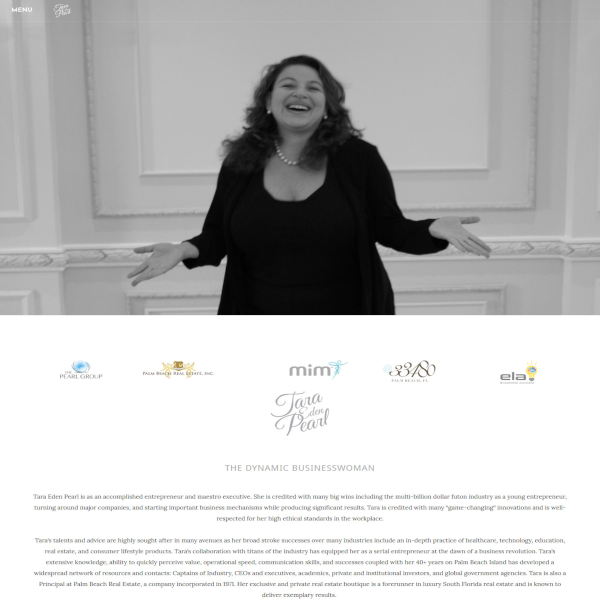 MENU
Tara Eden Pearl
THE PEARL GROUP
PALM BEACH REAL ESTATE, INC.
mim
33480
PALM BEACH, FL
ela!
Tara
Eden
Pearl
THE DYNAMIC BUSINESSWOMAN
Tara Eden Pearl is as an accomplished entrepreneur and maestro executive. She is credited with many big wins including the multi-billion dollar futon industry as a young entrepreneur,
turning around major companies, and starting important business mechanisms while producing significant results. Tara is credited with many "game-changing" innovations and is well-
respected for her high ethical standards in the workplace.
Tara's talents and advice are highly sought after in many avenues as her broad stroke successes over many industries include an in-depth practice of healthcare, technology, education,
real estate, and consumer lifestyle products. Tara's collaboration with titans of the industry has equipped her as a serial entrepreneur at the dawn of a business revolution. Tara's
extensive knowledge, ability to quickly perceive value, operational speed, communication skills, and successes coupled with her 40+ years on Palm Beach Island has developed a
widespread network of resources and contacts: Captains of Industry, CEOs and executives, academics, private and institutional investors, and global government agencies. Tara is also a
Principal at Palm Beach Real Estate, a company incorporated in 1971. Her exclusive and private real estate boutique is a forerunner in luxury South Florida real estate and is known to
deliver exemplary results.